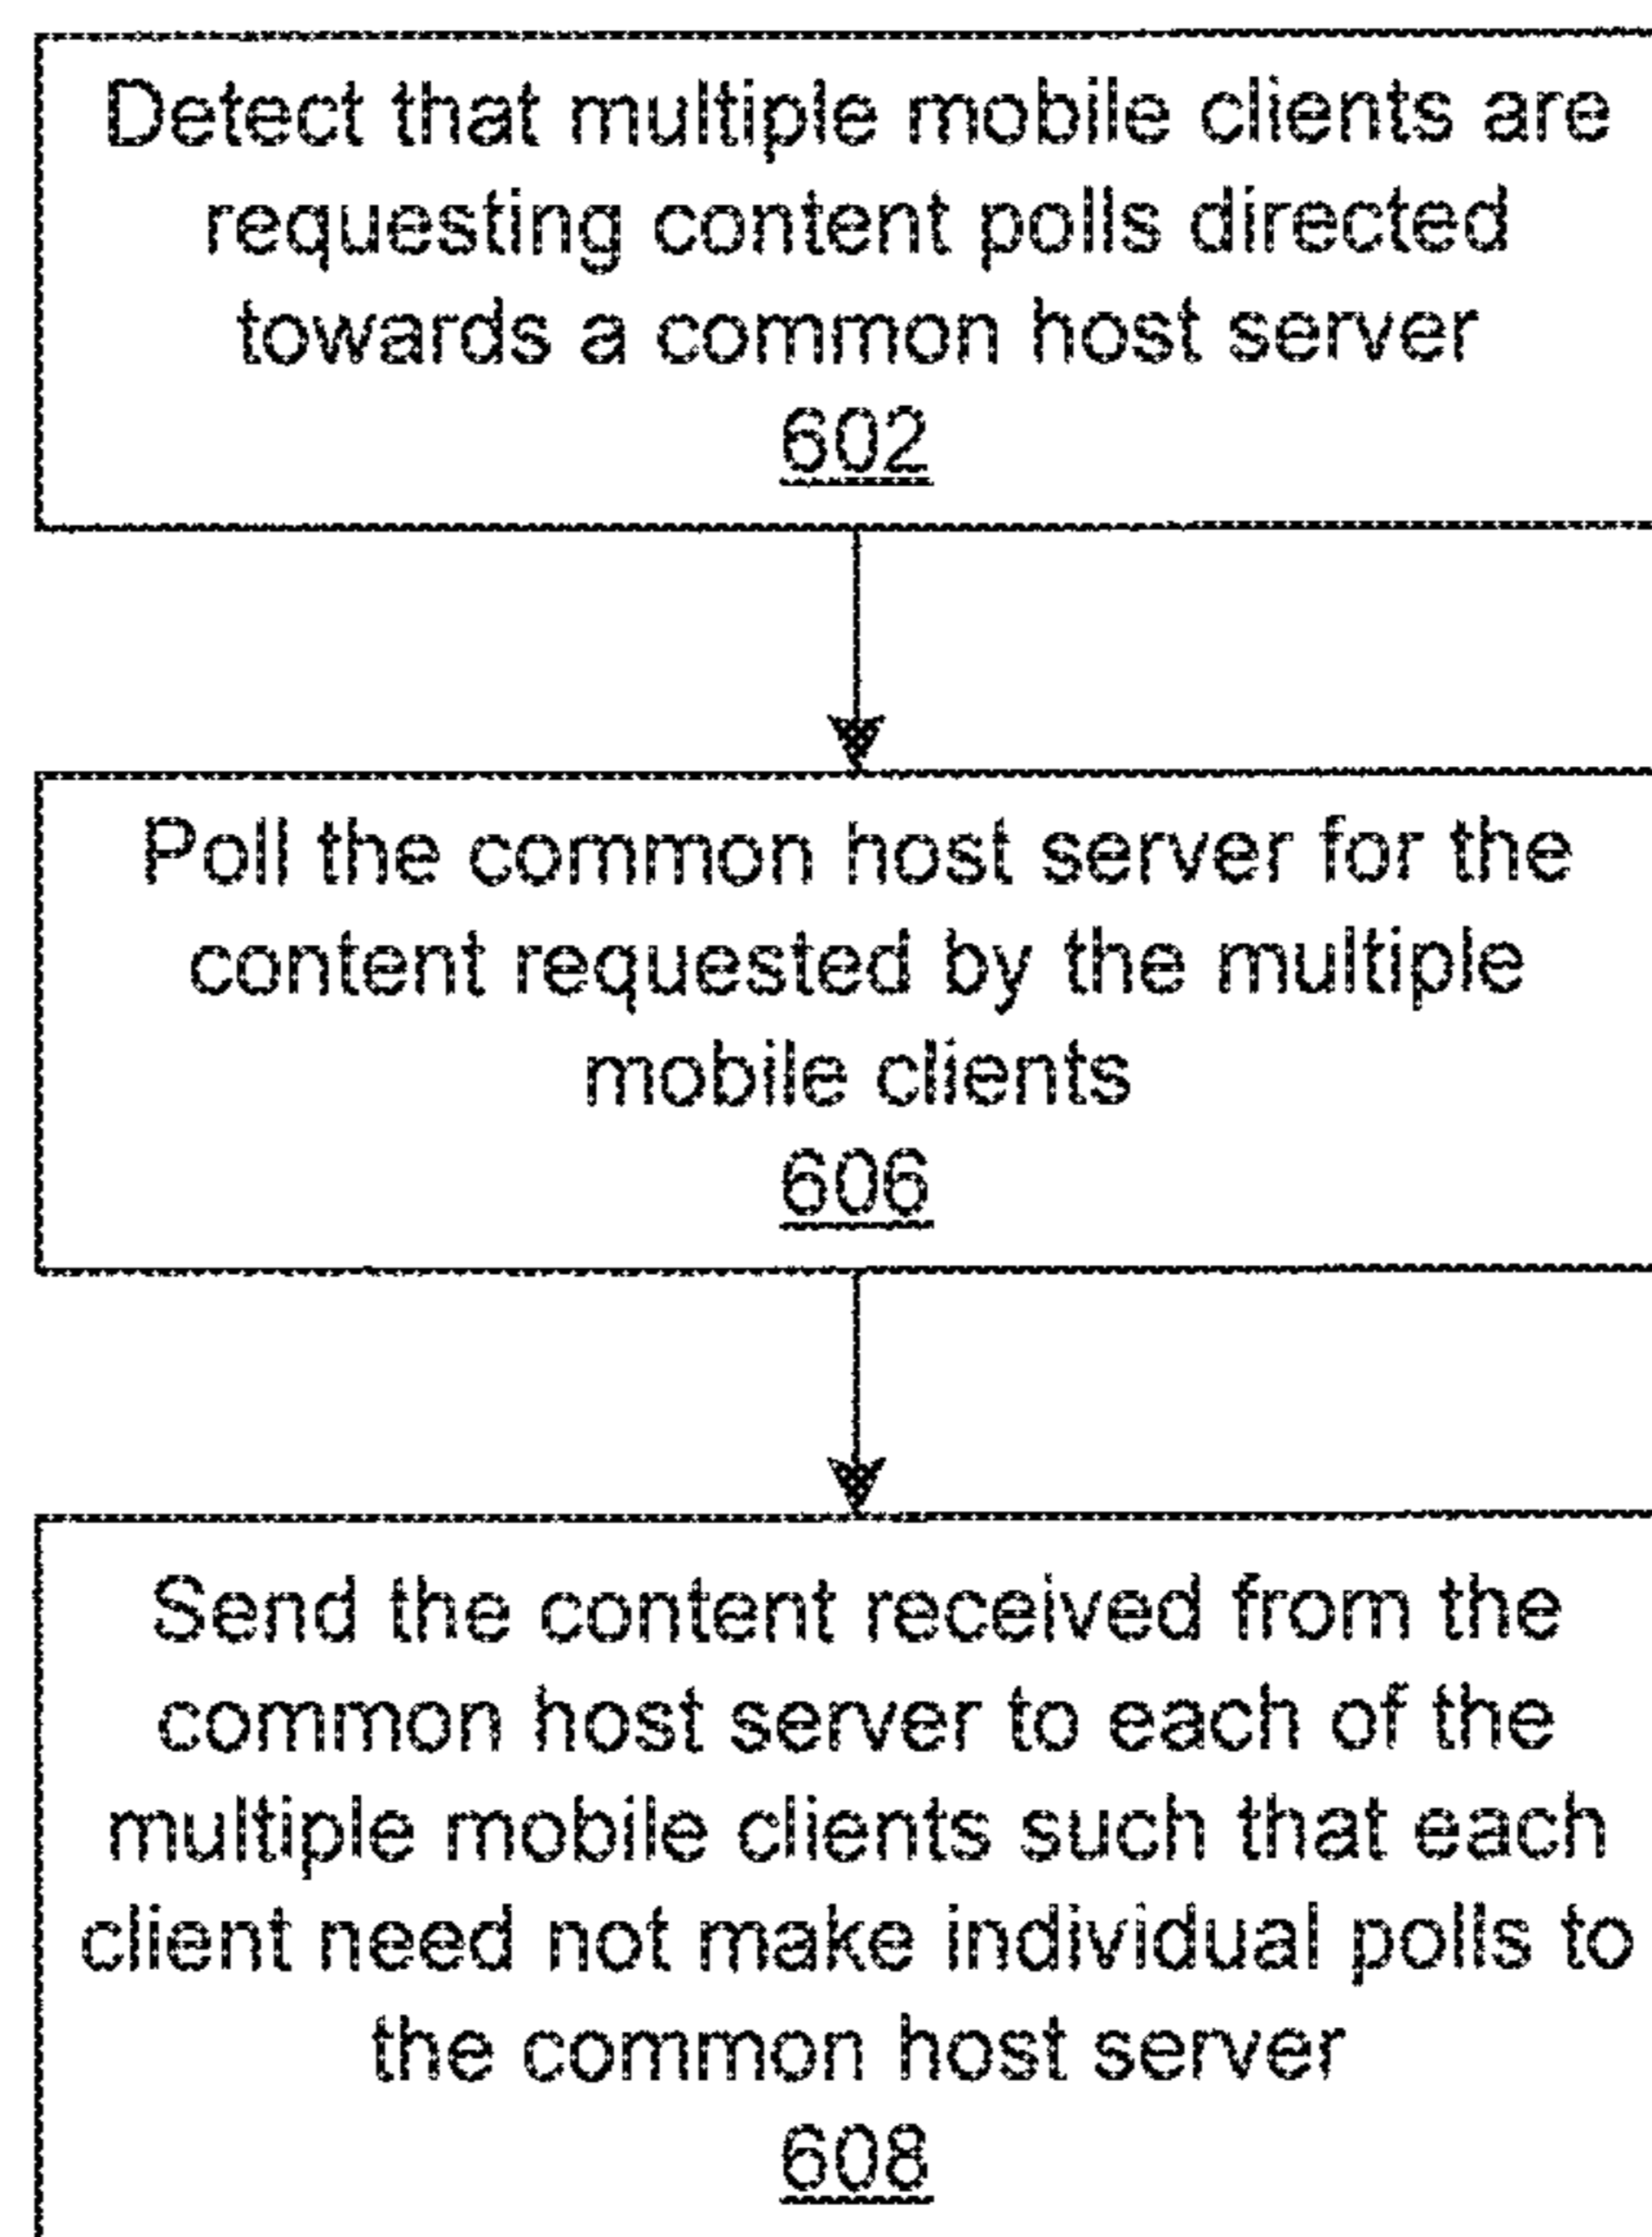 Detect that multiple mobile clients are
requesting content polls directed
towards a common host server
602
Poll the common host server for the
content requested by the multiple
mobile clients
606
Send the content received from the
common host server to each of the
multiple mobile clients such that each
client need not make individual polls to
the common host server
608